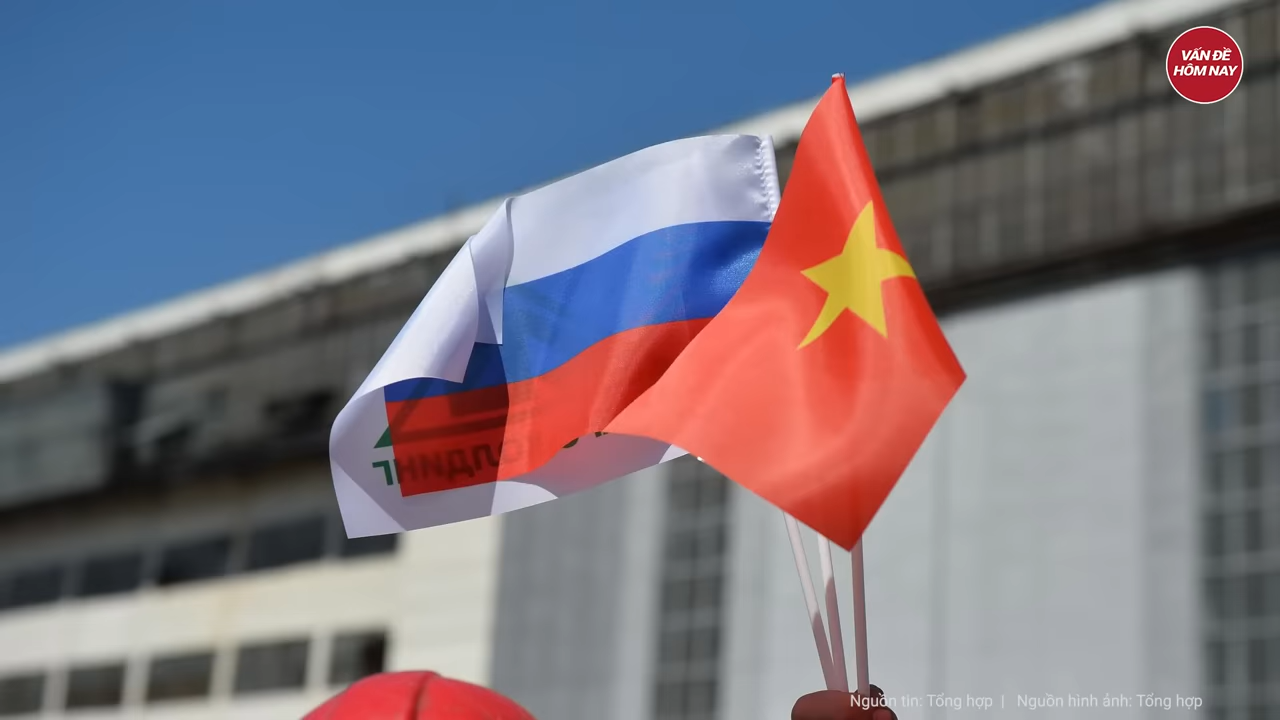 VẤN ĐỀ
HÔM NAY
Nguồn tin: Tổng hợp | Nguồn hình ảnh: Tổng hợp